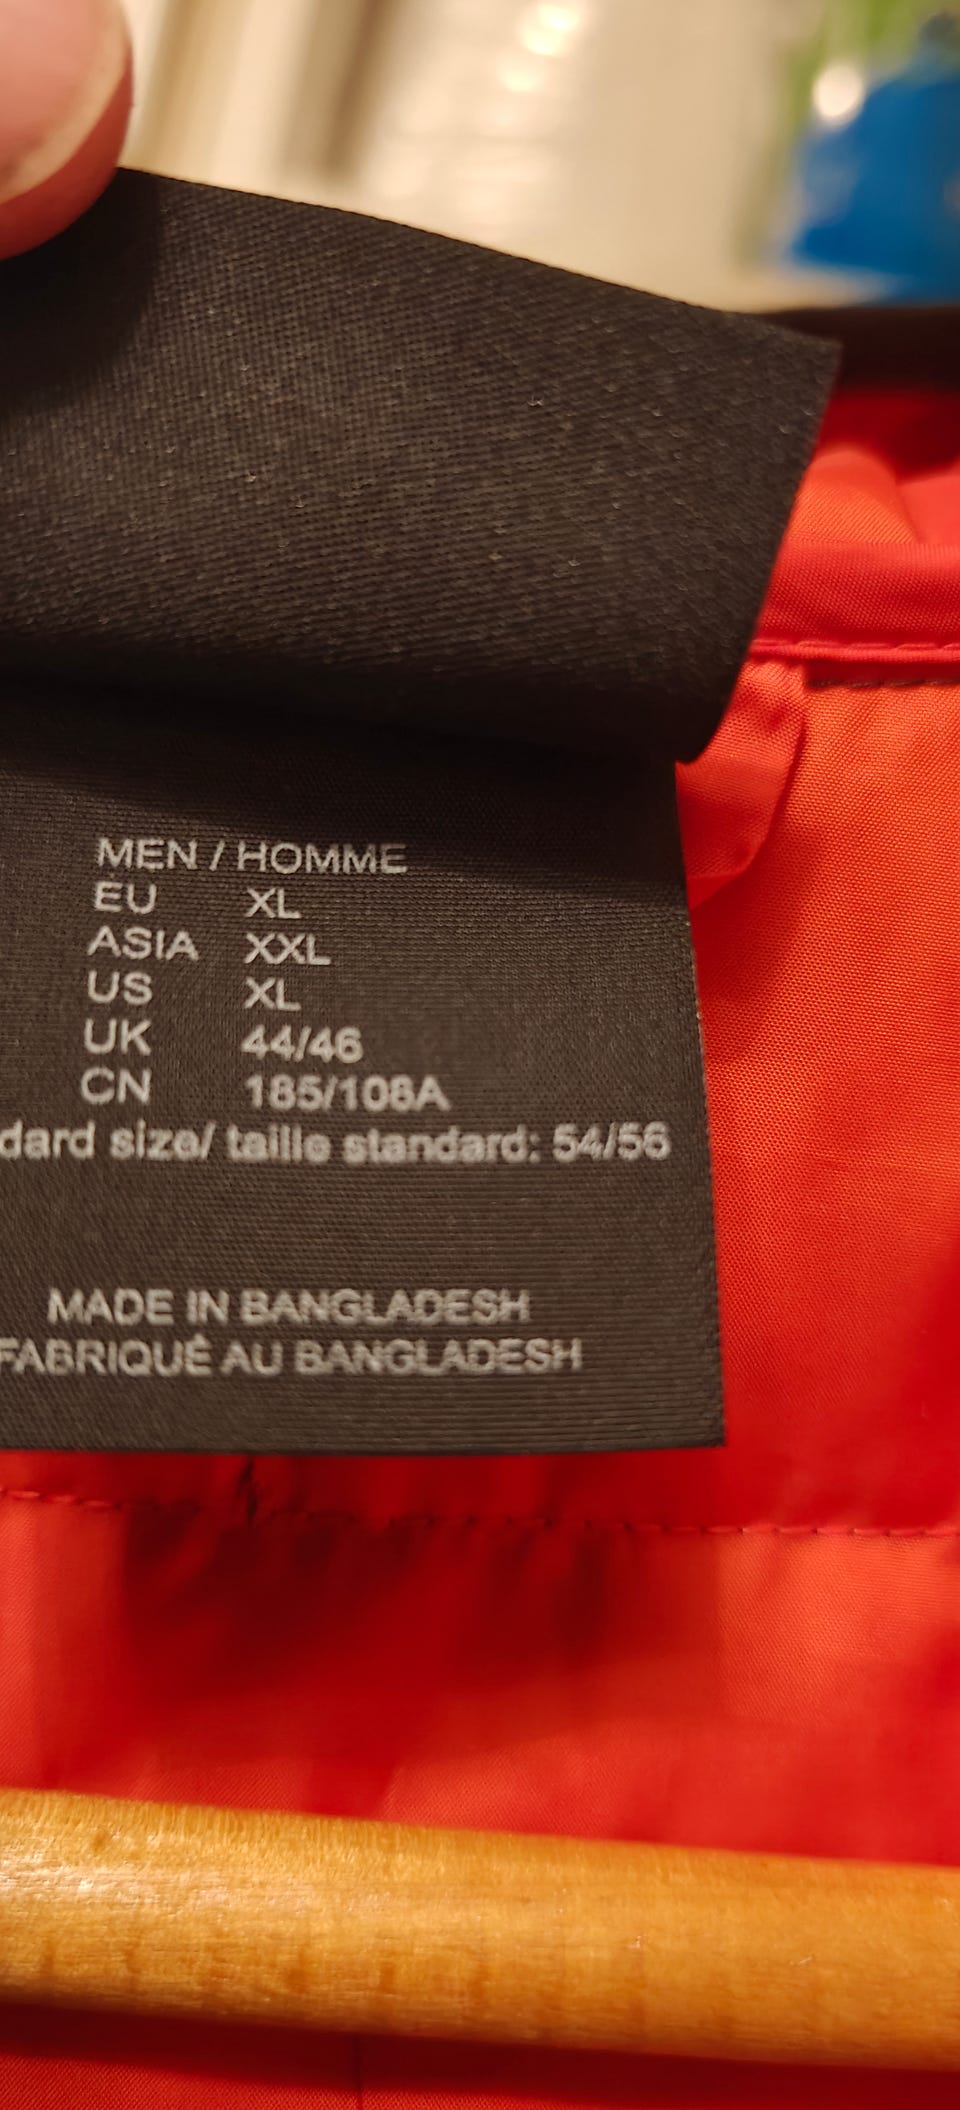 MEN / HOMME
EU XL
ASIA XXL
US XL
UK 44/46
CN 185/108A
dard size/ taille standard: 54/56
MADE IN BANGLADESH
FABRIQUÉ AU BANGLADESH